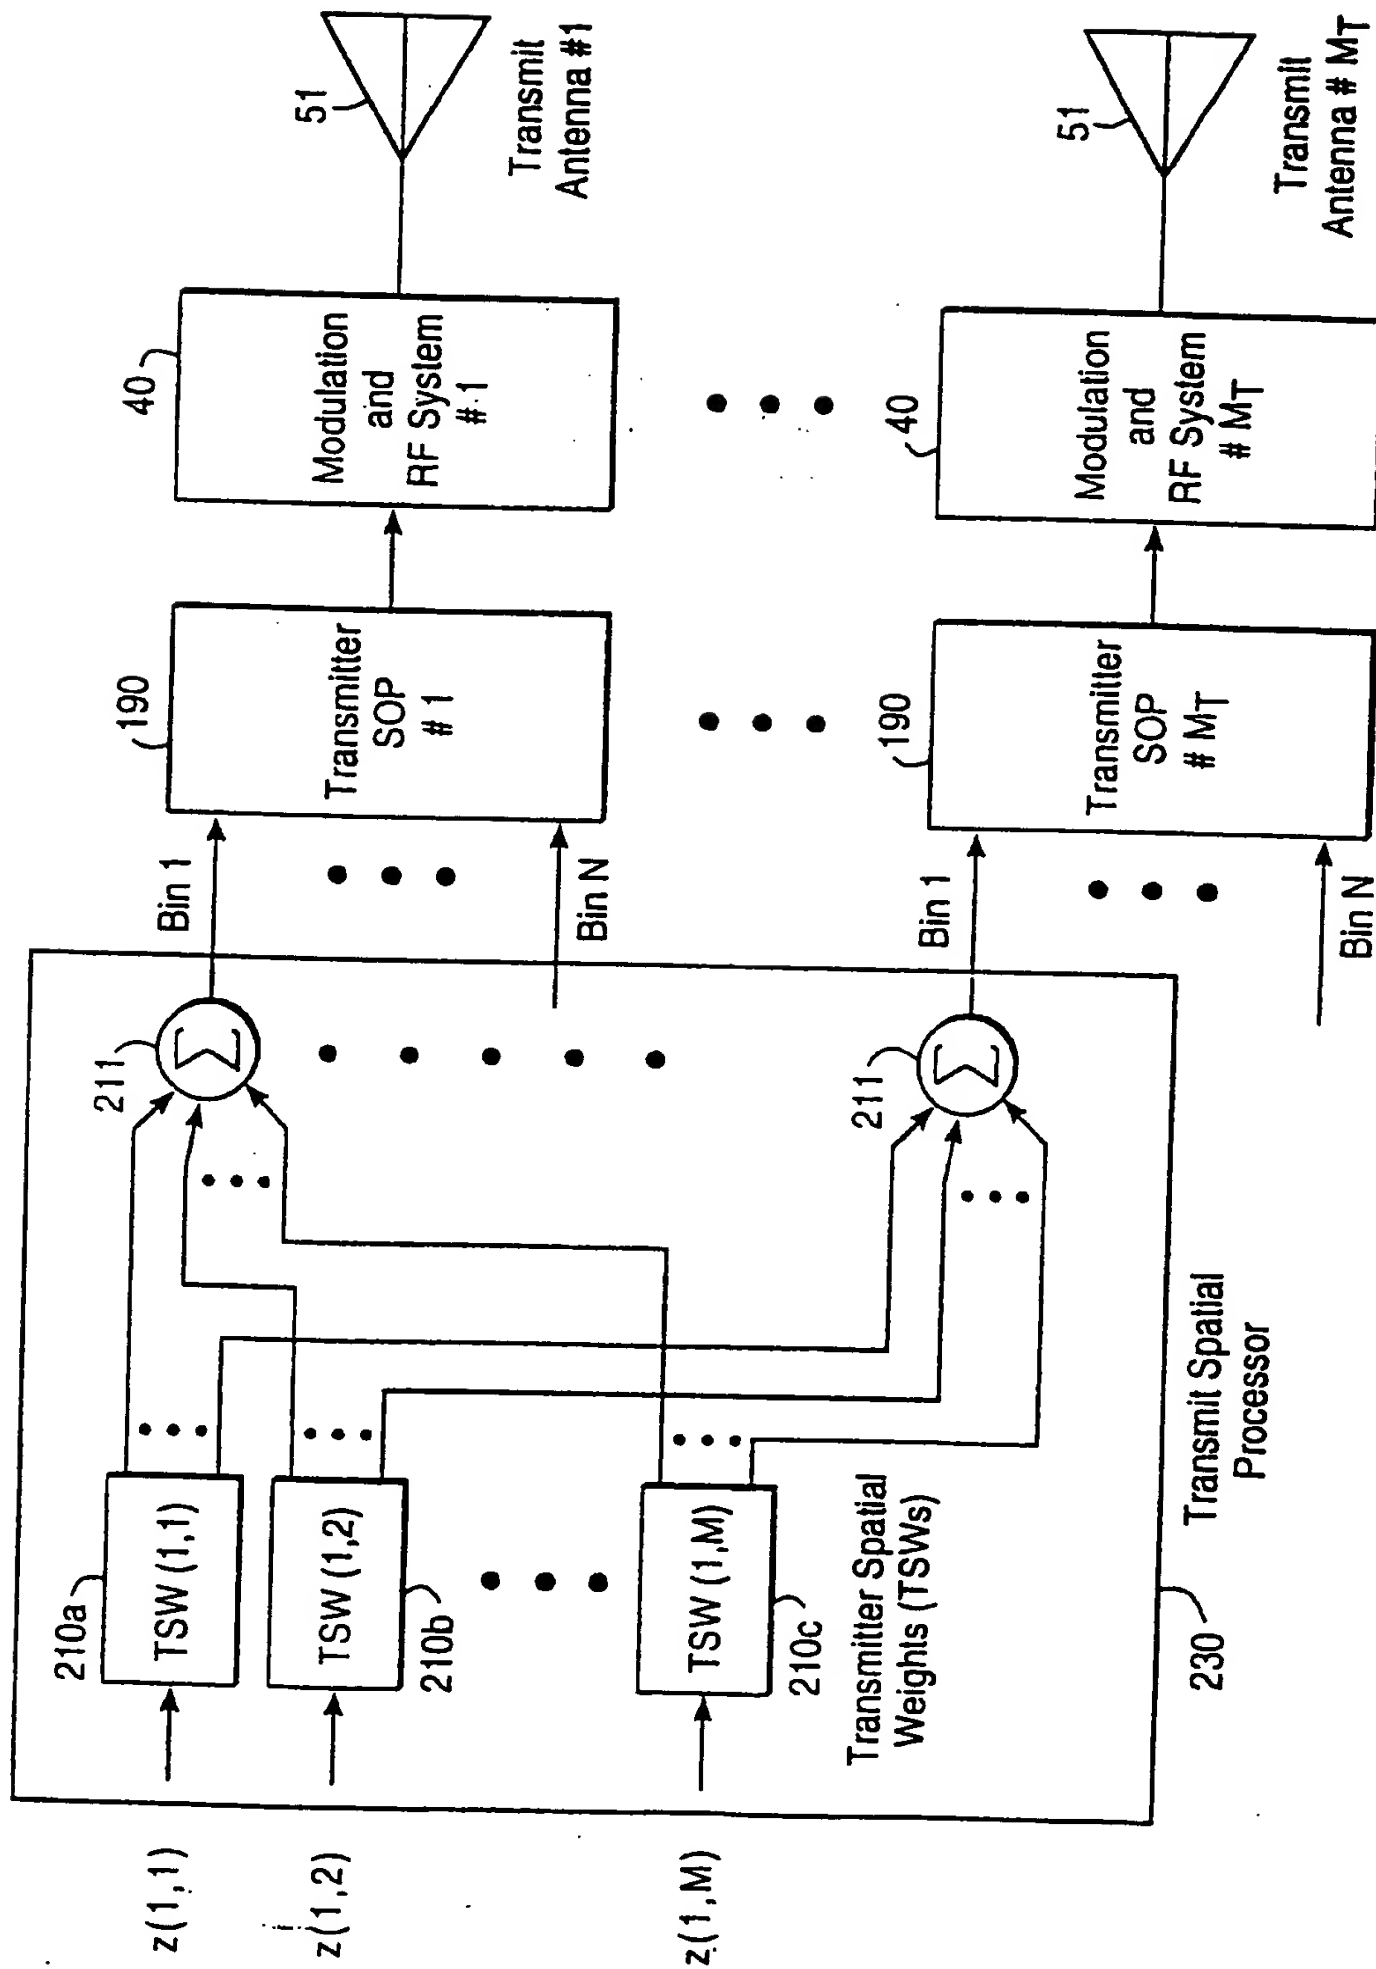 z(1,1)
z(1,2)
z(1,M)
210a
TSW (1,1)
TSW (1,2)
210b
TSW (1,M)
210c
Transmitter Spatial
Weights (TSWs)
230
Transmit Spatial
Processor
211
Σ
211
Σ
Bin 1
Bin N
Bin 1
Bin N
190
Transmitter
SOP
# 1
190
Transmitter
SOP
# MT
40
Modulation
and
RF System
# 1
40
Modulation
and
RF System
# MT
51
Transmit
Antenna #1
51
Transmit
Antenna # MT